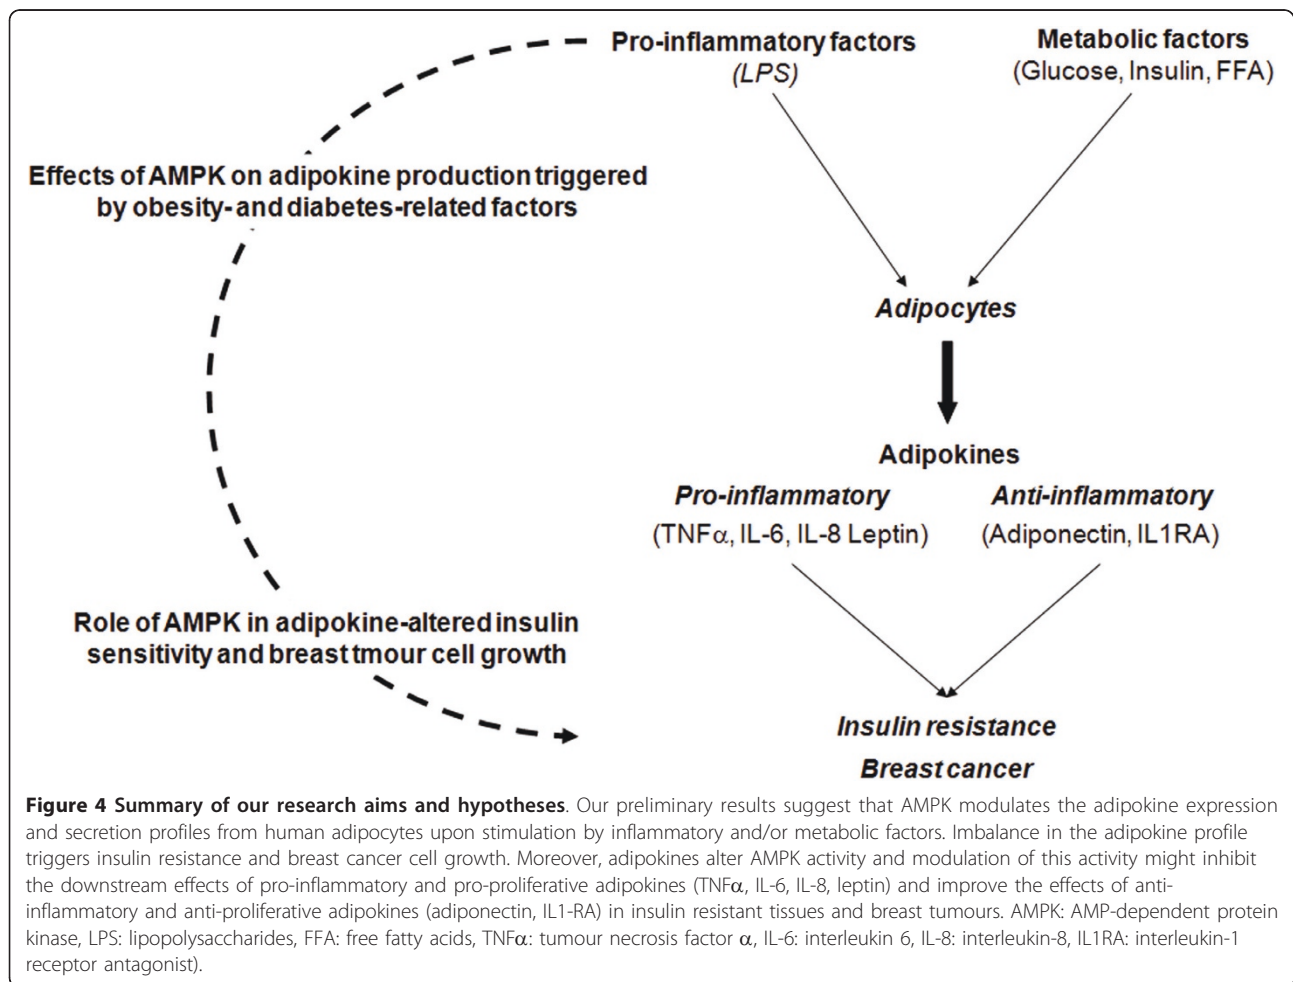 Pro-inflammatory factors
(LPS)
Metabolic factors
(Glucose, Insulin, FFA)
Effects of AMPK on adipokine production triggered
by obesity- and diabetes-related factors
Adipocytes
Adipokines
Pro-inflammatory
(TNFα, IL-6, IL-8 Leptin)
Anti-inflammatory
(Adiponectin, IL1RA)
Role of AMPK in adipokine-altered insulin
sensitivity and breast tmour cell growth
Insulin resistance
Breast cancer
Figure 4 Summary of our research aims and hypotheses. Our preliminary results suggest that AMPK modulates the adipokine expression
and secretion profiles from human adipocytes upon stimulation by inflammatory and/or metabolic factors. Imbalance in the adipokine profile
triggers insulin resistance and breast cancer cell growth. Moreover, adipokines alter AMPK activity and modulation of this activity might inhibit
the downstream effects of pro-inflammatory and pro-proliferative adipokines (TNFα, IL-6, IL-8, leptin) and improve the effects of anti-
inflammatory and anti-proliferative adipokines (adiponectin, IL1-RA) in insulin resistant tissues and breast tumours. AMPK: AMP-dependent protein
kinase, LPS: lipopolysaccharides, FFA: free fatty acids, TNFα: tumour necrosis factor α, IL-6: interleukin 6, IL-8: interleukin-8, IL1RA: interleukin-1
receptor antagonist).